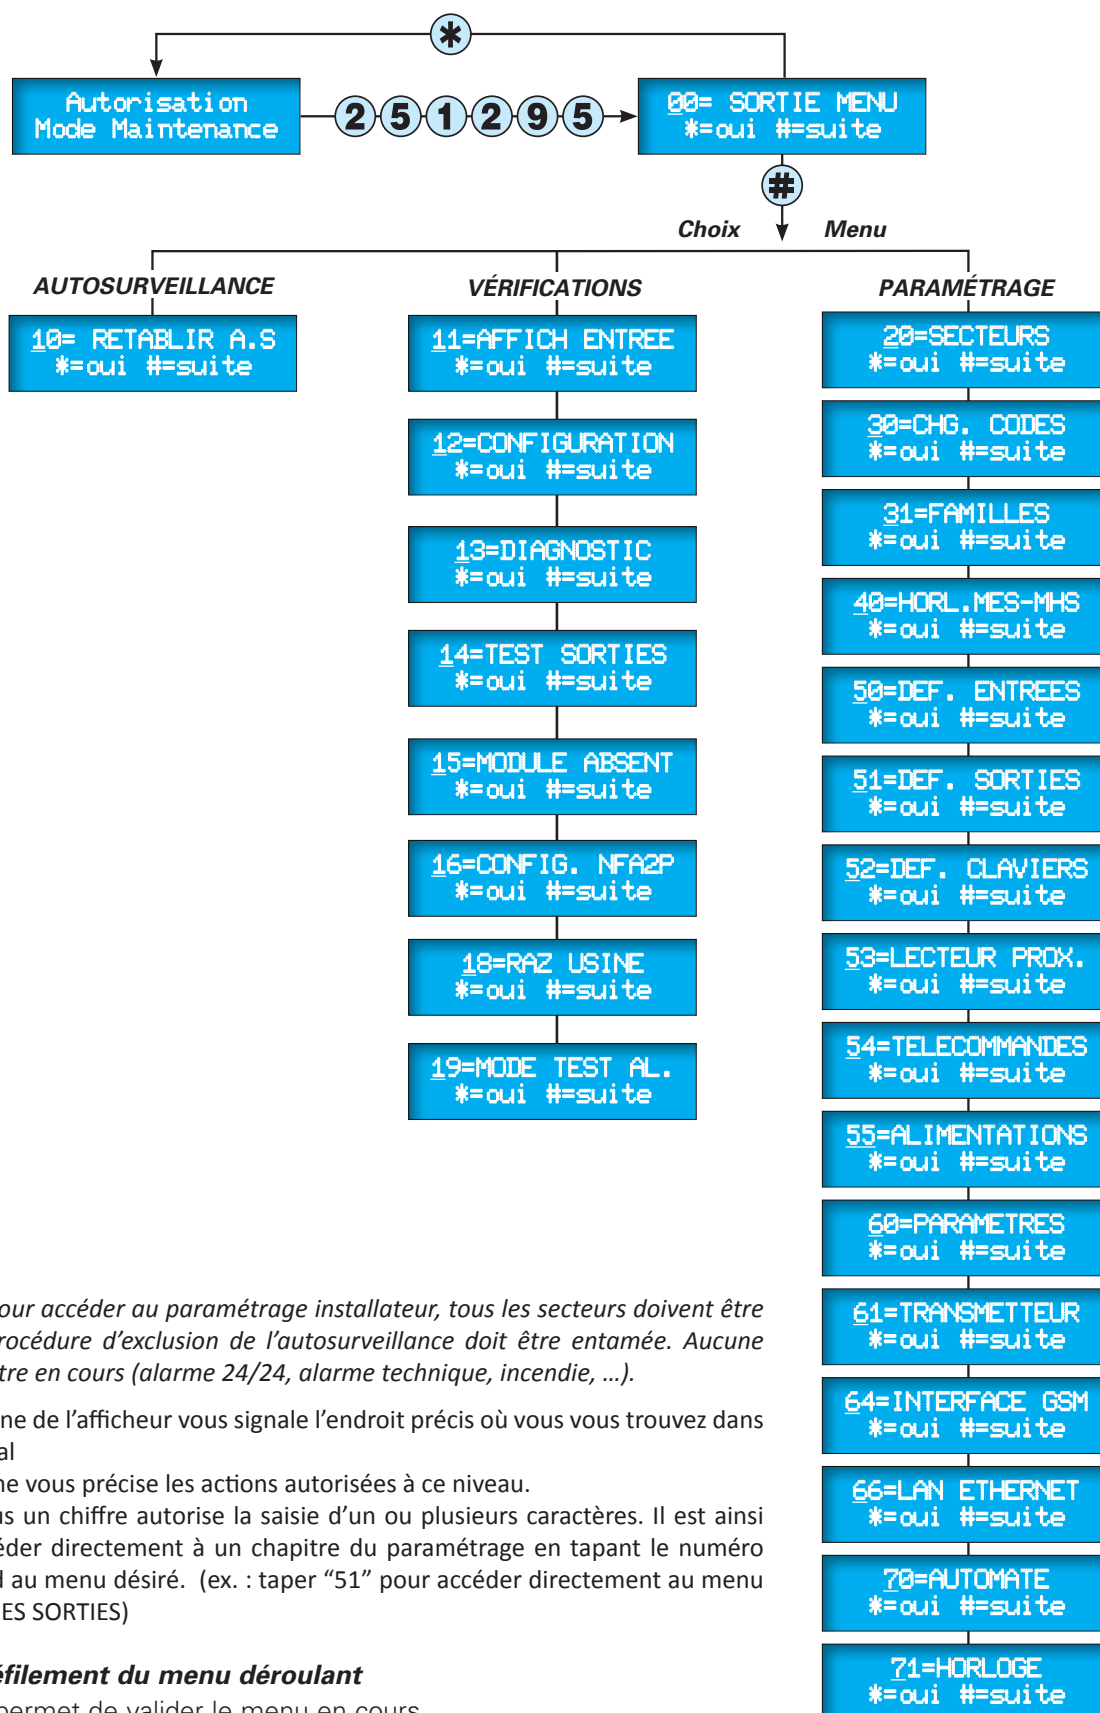 *
Autorisation
Mode Maintenance
2 5 1 2 9 5
00= SORTIE MENU
*=oui #=suite
#
Choix Menu
AUTOSURVEILLANCE
10= RETABLIR A.S
*=oui #=suite
VÉRIFICATIONS
11=AFFICH ENTREE
*=oui #=suite
12=CONFIGURATION
*=oui #=suite
13=DIAGNOSTIC
*=oui #=suite
14=TEST SORTIES
*=oui #=suite
15=MODULE ABSENT
*=oui #=suite
16=CONFIG. NFA2P
*=oui #=suite
18=RAZ USINE
*=oui #=suite
19=MODE TEST AL.
*=oui #=suite
PARAMÉTRAGE
20=SECTEURS
*=oui #=suite
30=CHG. CODES
*=oui #=suite
31=FAMILLES
*=oui #=suite
40=HORL.MES-MHS
*=oui #=suite
50=DEF. ENTREES
*=oui #=suite
51=DEF. SORTIES
*=oui #=suite
52=DEF. CLAVIERS
*=oui #=suite
53=LECTEUR PROX.
*=oui #=suite
54=TELECOMMANDES
*=oui #=suite
55=ALIMENTATIONS
*=oui #=suite
60=PARAMETRES
*=oui #=suite
61=TRANSMETTEUR
*=oui #=suite
64=INTERFACE GSM
*=oui #=suite
66=LAN ETHERNET
*=oui #=suite
70=AUTOMATE
*=oui #=suite
71=HORLOGE
*=oui #=suite
our accéder au paramétrage installateur, tous les secteurs doivent être
rocédure d'exclusion de l'autosurveillance doit être entamée. Aucune
tre en cours (alarme 24/24, alarme technique, incendie, ...).
ne de l'afficheur vous signale l'endroit précis où vous vous trouvez dans
al
ne vous précise les actions autorisées à ce niveau.
us un chiffre autorise la saisie d'un ou plusieurs caractères. Il est ainsi
éder directement à un chapitre du paramétrage en tapant le numéro
d au menu désiré. (ex. : taper "51" pour accéder directement au menu
ES SORTIES)
éfilement du menu déroulant
permet de valider le menu en cours